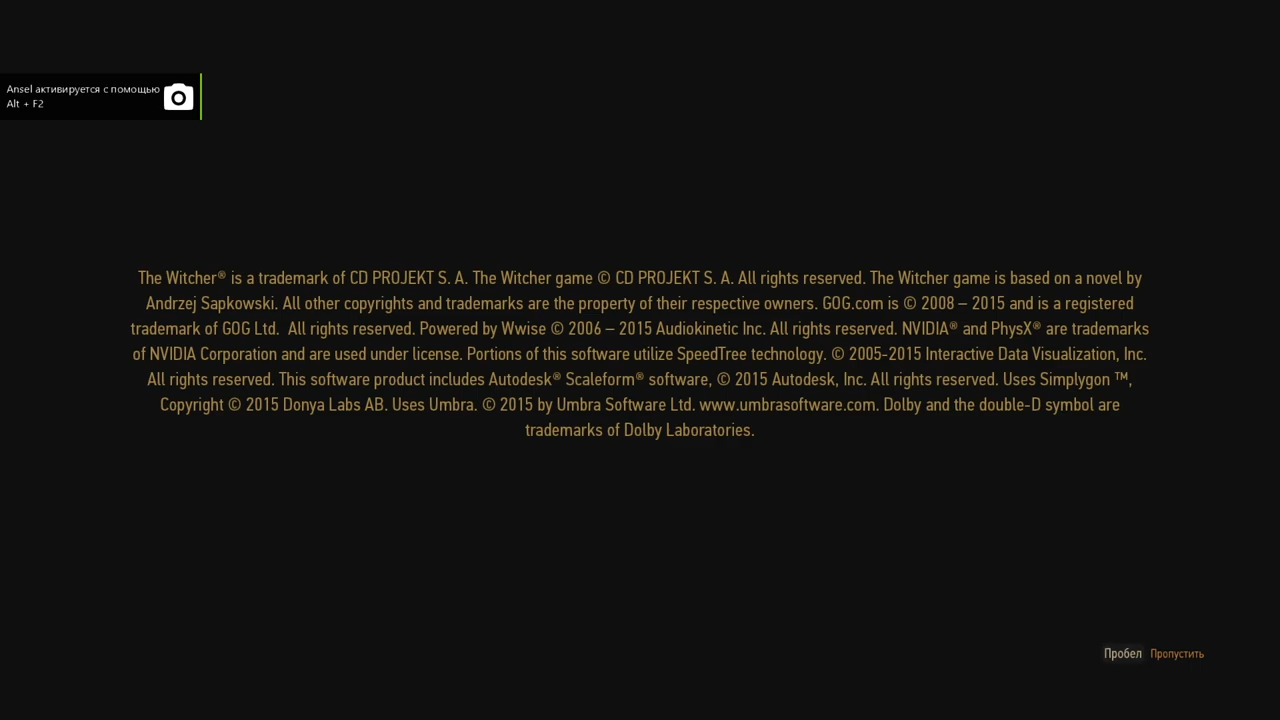 Ansel активируется с помощью
Alt + F2
The Witcher® is a trademark of CD PROJEKT S. A. The Witcher game © CD PROJEKT S. A. All rights reserved. The Witcher game is based on a novel by
Andrzej Sapkowski. All other copyrights and trademarks are the property of their respective owners. GOG.com is © 2008 – 2015 and is a registered
trademark of GOG Ltd.  All rights reserved. Powered by Wwise © 2006 – 2015 Audiokinetic Inc. All rights reserved. NVIDIA® and PhysX® are trademarks
of NVIDIA Corporation and are used under license. Portions of this software utilize SpeedTree technology. © 2005-2015 Interactive Data Visualization, Inc.
All rights reserved. This software product includes Autodesk® Scaleform® software, © 2015 Autodesk, Inc. All rights reserved. Uses Simplygon ™,
Copyright © 2015 Donya Labs AB. Uses Umbra. © 2015 by Umbra Software Ltd. www.umbrasoftware.com. Dolby and the double-D symbol are
trademarks of Dolby Laboratories.
Пробел Пропустить